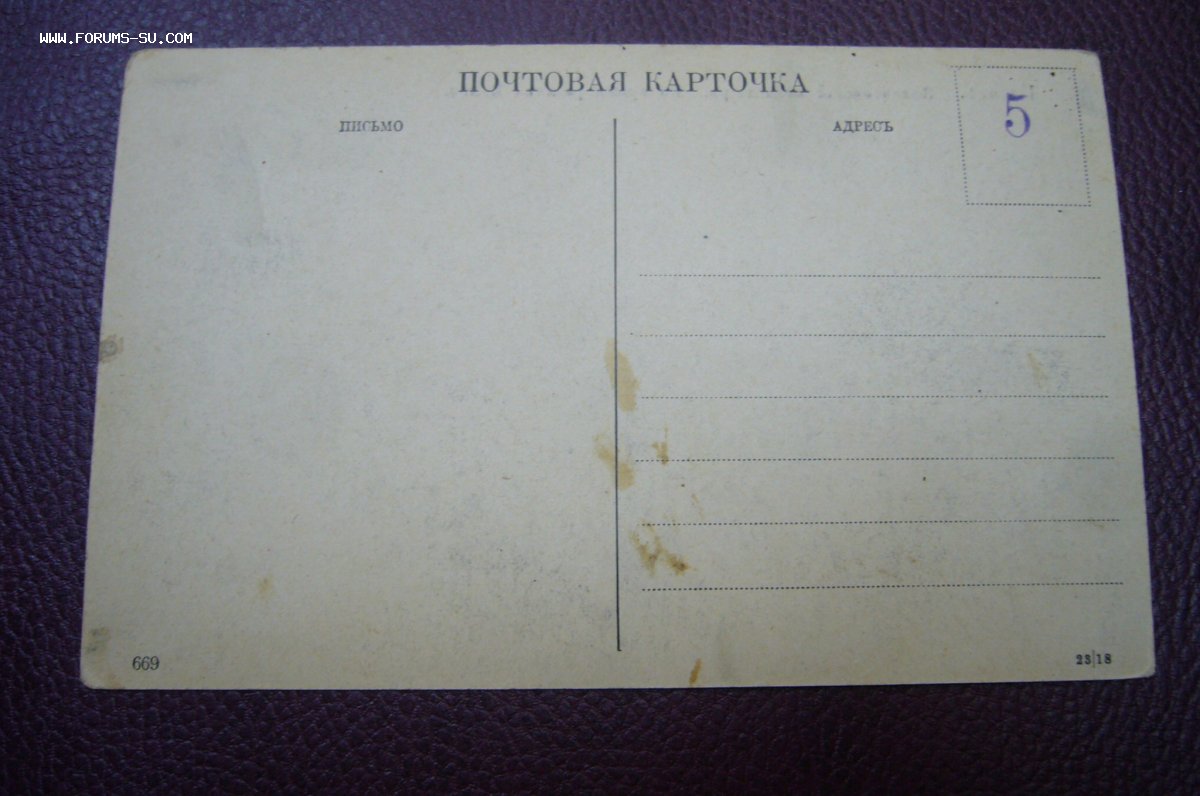 WWW.FORUMS-SU.COM
ПОЧТОВАЯ КАРТОЧКА
ПИСЬМО
АДРЕСЪ
5
669
23|18